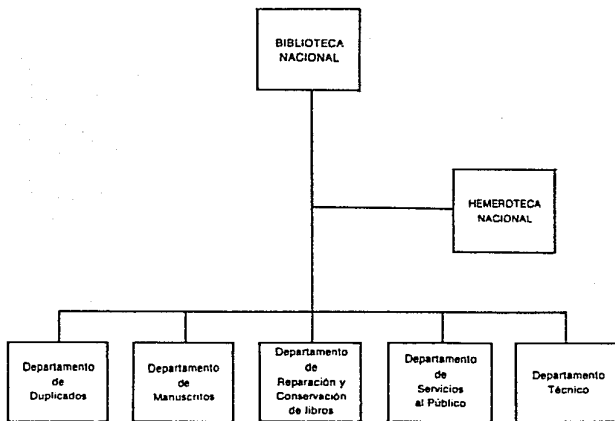 BIBLIOTECA
NACIONAL
HEMEROTECA
NACIONAL
Departamento
de
Duplicados
Departamento
de
Manuscritos
Departamento
de
Reparación y
Conservación
de libros
Departamento
de
Servicios
al Público
Departamento
Técnico